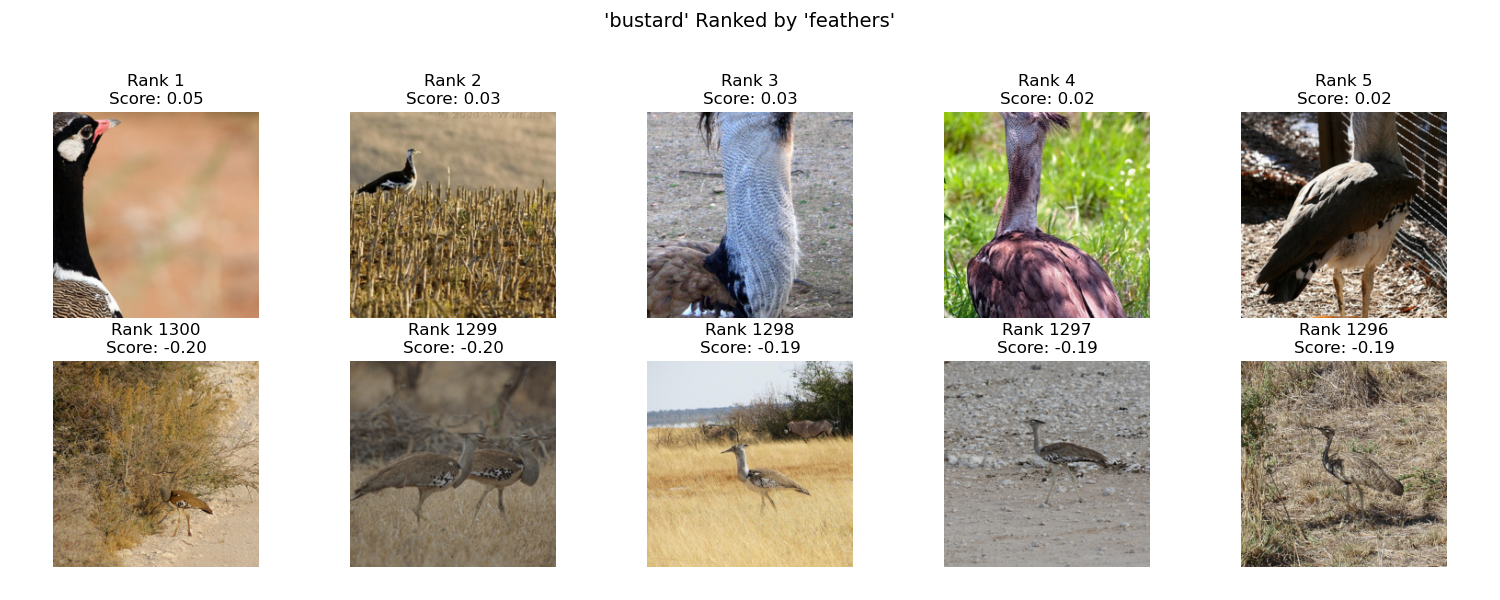 'bustard' Ranked by 'feathers'
Rank 1
Score: 0.05
Rank 2
Score: 0.03
Rank 3
Score: 0.03
Rank 4
Score: 0.02
Rank 5
Score: 0.02
Rank 1300
Score: -0.20
Rank 1299
Score: -0.20
Rank 1298
Score: -0.19
Rank 1297
Score: -0.19
Rank 1296
Score: -0.19